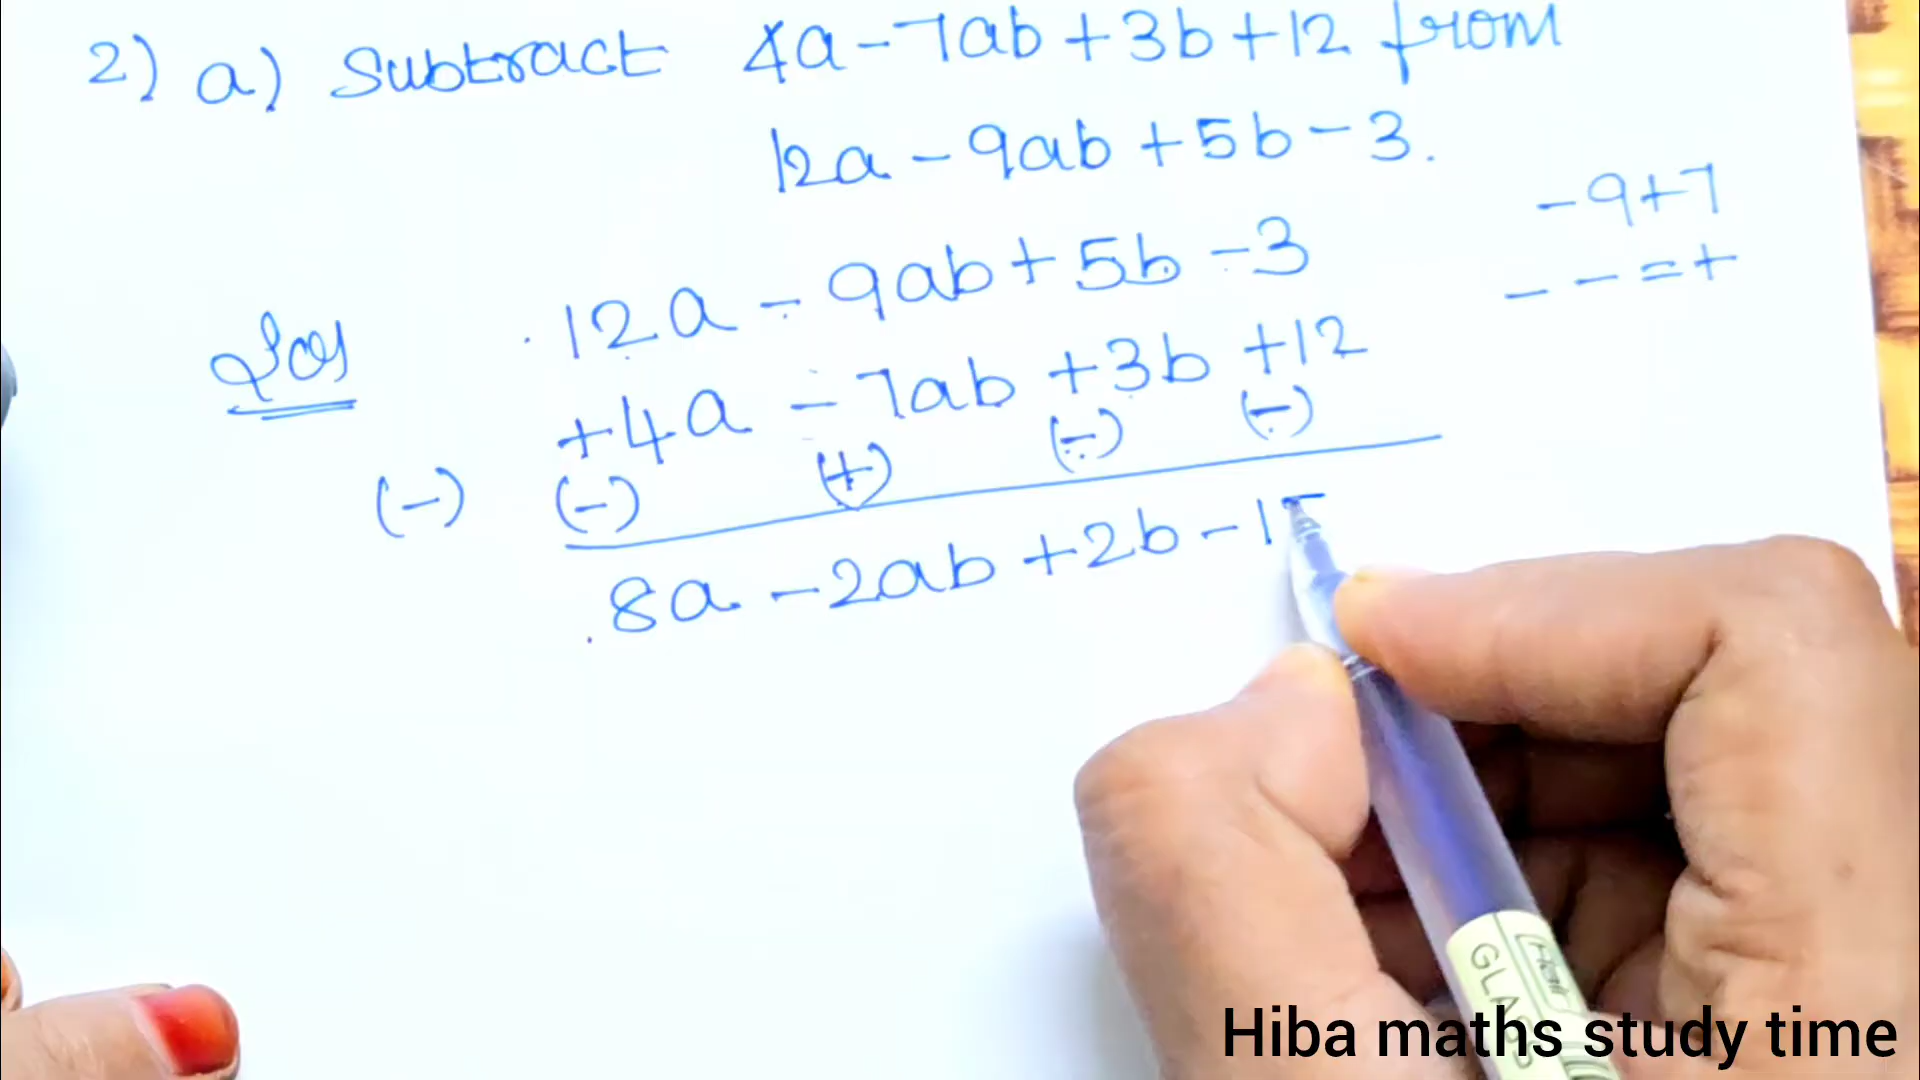 2) a) Subtract 4a - 7ab + 3b + 12 from
12a - 9ab + 5b - 3.
-9+7
- - = +
12a - 9ab + 5b - 3
+4a - 7ab + 3b + 12
(-) (-) (+) (-) (-)
8a - 2ab + 2b - 15
Flair
Hiba maths study time